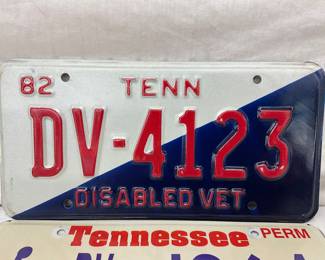 82 TENN
DV-4123
DISABLED VET
Tennessee PERM